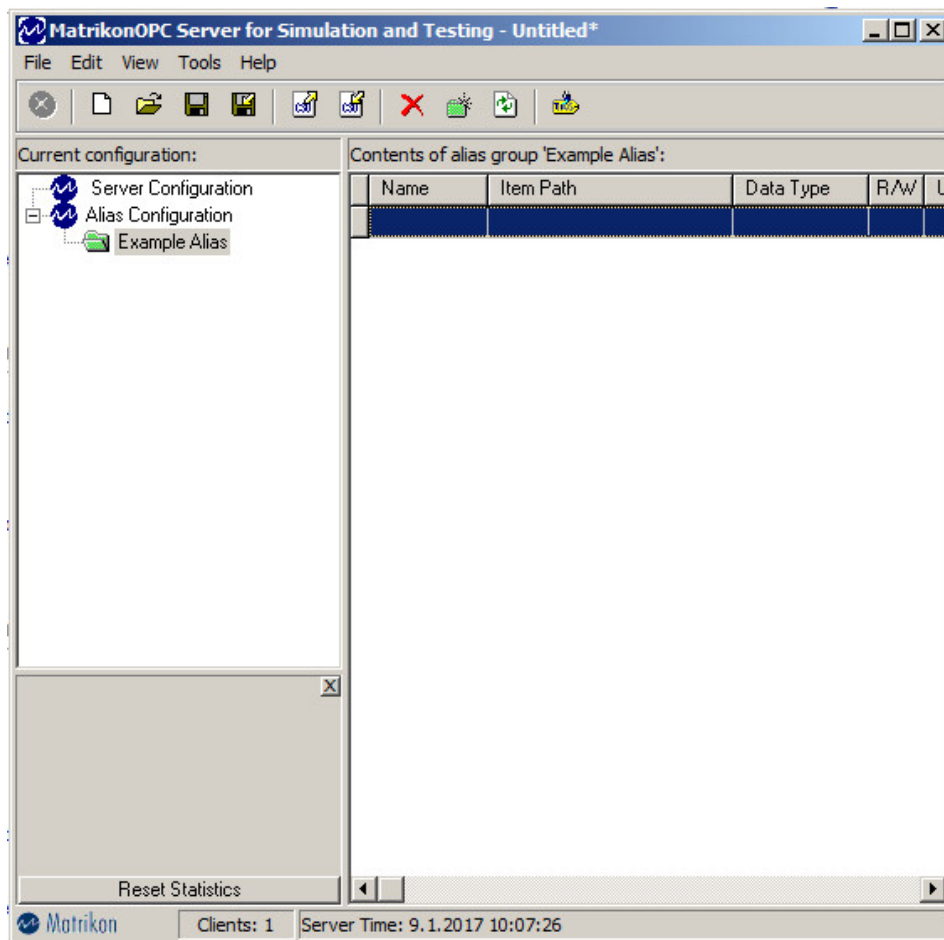 MatrikonOPC Server for Simulation and Testing - Untitled*
File Edit View Tools Help
Current configuration:
Contents of alias group 'Example Alias':
Server Configuration
Alias Configuration
Example Alias
Name Item Path Data Type R/W
Reset Statistics
Matrikon Clients: 1 Server Time: 9.1.2017 10:07:26